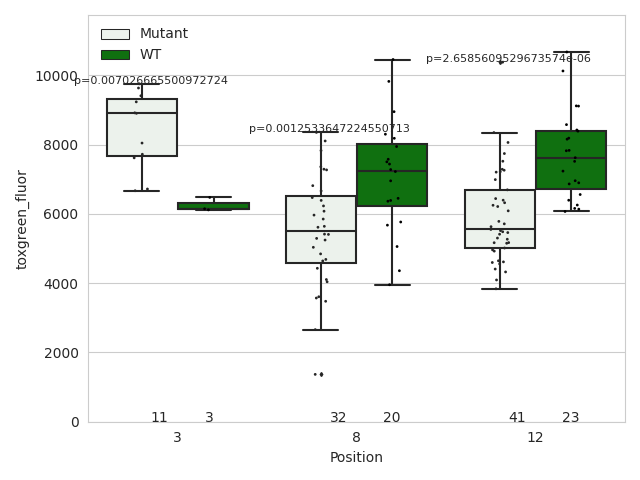 Mutant
WT
p=0.007026665500972724
p=0.0012533647224550713
p=2.6585609529673574e-06
toxgreen_fluor
10000
8000
6000
4000
2000
0
11 3 32 20 41 23
3 8 12
Position